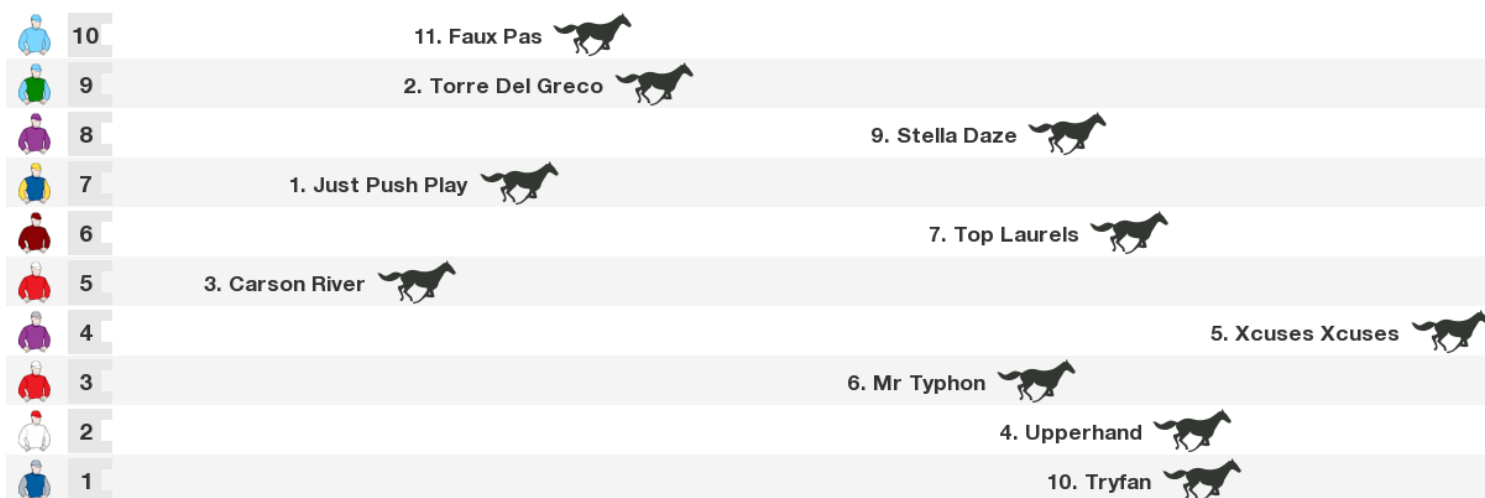 10 11. Faux Pas
9 2. Torre Del Greco
8 9. Stella Daze
7 1. Just Push Play
6 7. Top Laurels
5 3. Carson River
4 5. Xcuses Xcuses
3 6. Mr Typhon
2 4. Upperhand
1 10. Tryfan